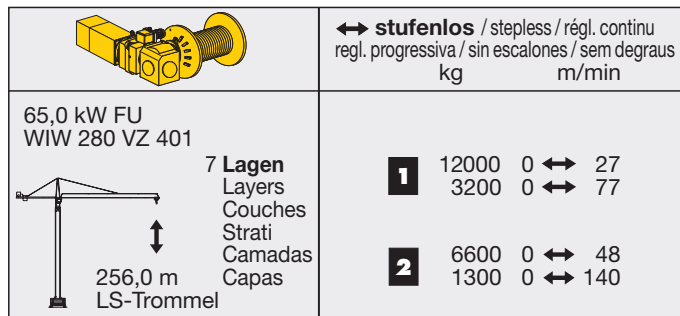 ↔ stufenlos / stepless / régl. continu
regl. progressiva / sin escalones / sem degraus
kg m/min
65,0 kW FU
WIW 280 VZ 401
7 Lagen
Layers
Couches
Strati
Camadas
Capas
256,0 m
LS-Trommel
1 12000 0 ↔ 27
3200 0 ↔ 77
2 6600 0 ↔ 48
1300 0 ↔ 140